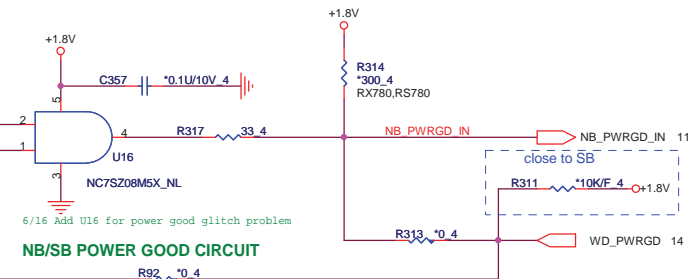 +1.8V
+1.8V
C357 *0.1U/10V_4
R314
*300_4
RX780,RS780
5
2
1
4
3
U16
R317 33_4
NB_PWRGD_IN
NB_PWRGD_IN 11
NC7SZ08M5X_NL
close to SB
R311 *10K/F_4 +1.8V
6/16 Add U16 for power good glitch problem
R313 *0_4
WD_PWRGD 14
NB/SB POWER GOOD CIRCUIT
R92 *0_4